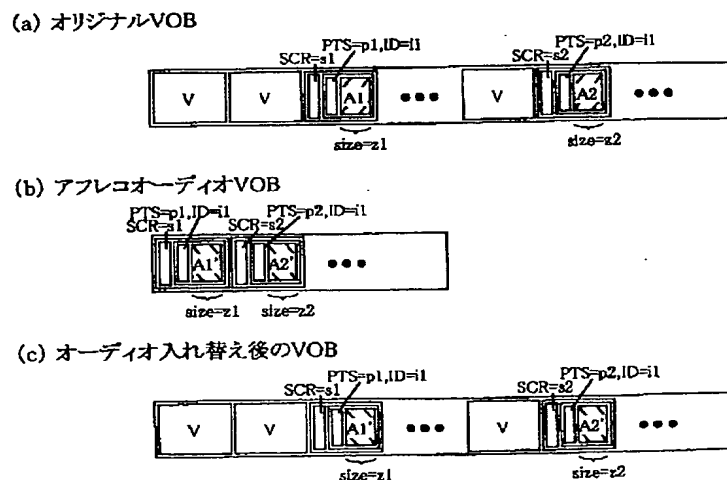 (a) オリジナルVOB
PTS=p1,ID=i1
SCR=s1
PTS=p2,ID=i1
SCR=s2
V V A1 ●●● V A2 ●●●
size=z1 size=z2
(b) アフレコオーディオVOB
PTS=p1,ID=i1 PTS=p2,ID=i1
SCR=s1 SCR=s2
A1' A2' ●●●
size=z1 size=z2
(c) オーディオ入れ替え後のVOB
PTS=p1,ID=i1 PTS=p2,ID=i1
SCR=s1 SCR=s2
V V A1' ●●● V A2' ●●●
size=z1 size=z2